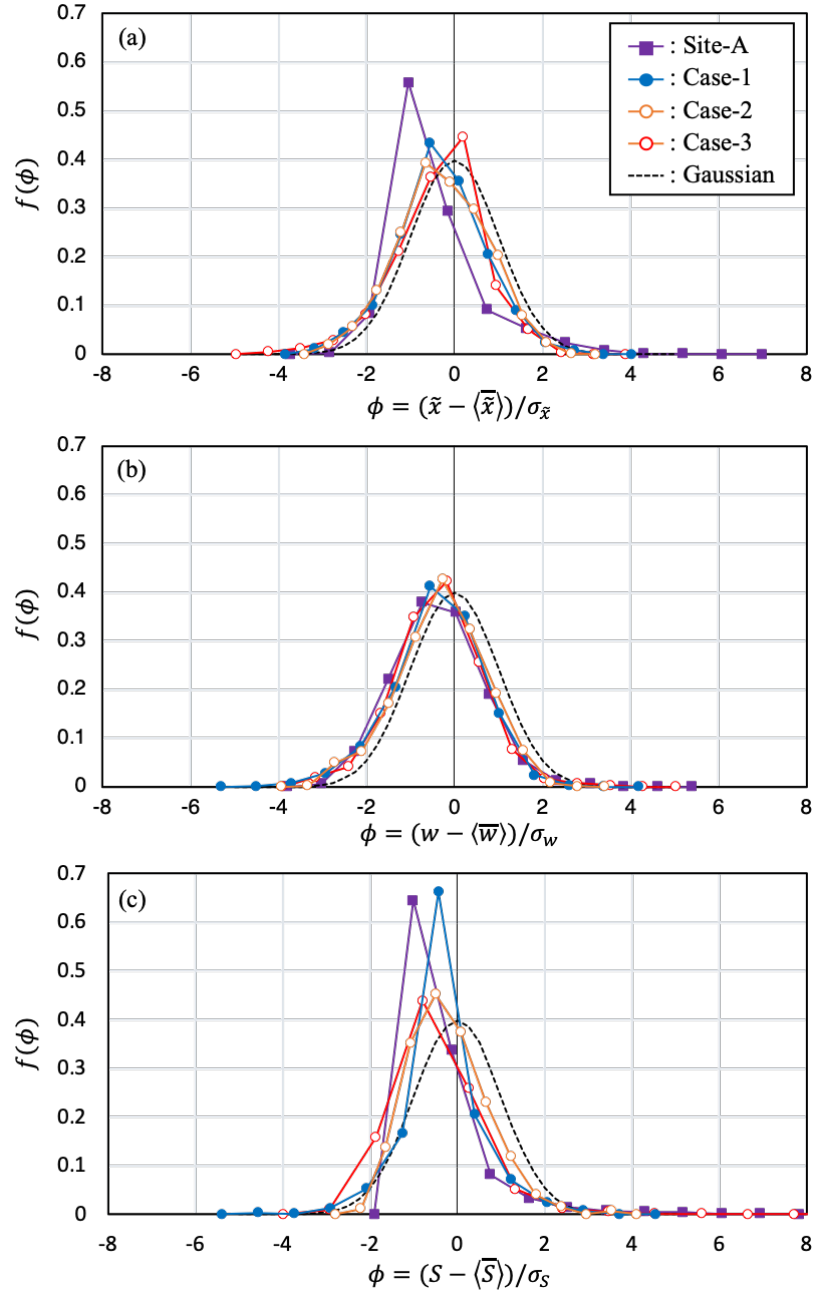 (a)
: Site-A
: Case-1
: Case-2
: Case-3
: Gaussian
f(ϕ)
0.7
0.6
0.5
0.4
0.3
0.2
0.1
0
-8 -6 -4 -2 0 2 4 6 8
ϕ = (x̃ − ⟨x̃̅⟩)/σx̃
(b)
f(ϕ)
0.7
0.6
0.5
0.4
0.3
0.2
0.1
0
-8 -6 -4 -2 0 2 4 6 8
ϕ = (w − ⟨w̅⟩)/σw
(c)
f(ϕ)
0.7
0.6
0.5
0.4
0.3
0.2
0.1
0
-8 -6 -4 -2 0 2 4 6 8
ϕ = (S − ⟨S̅⟩)/σS